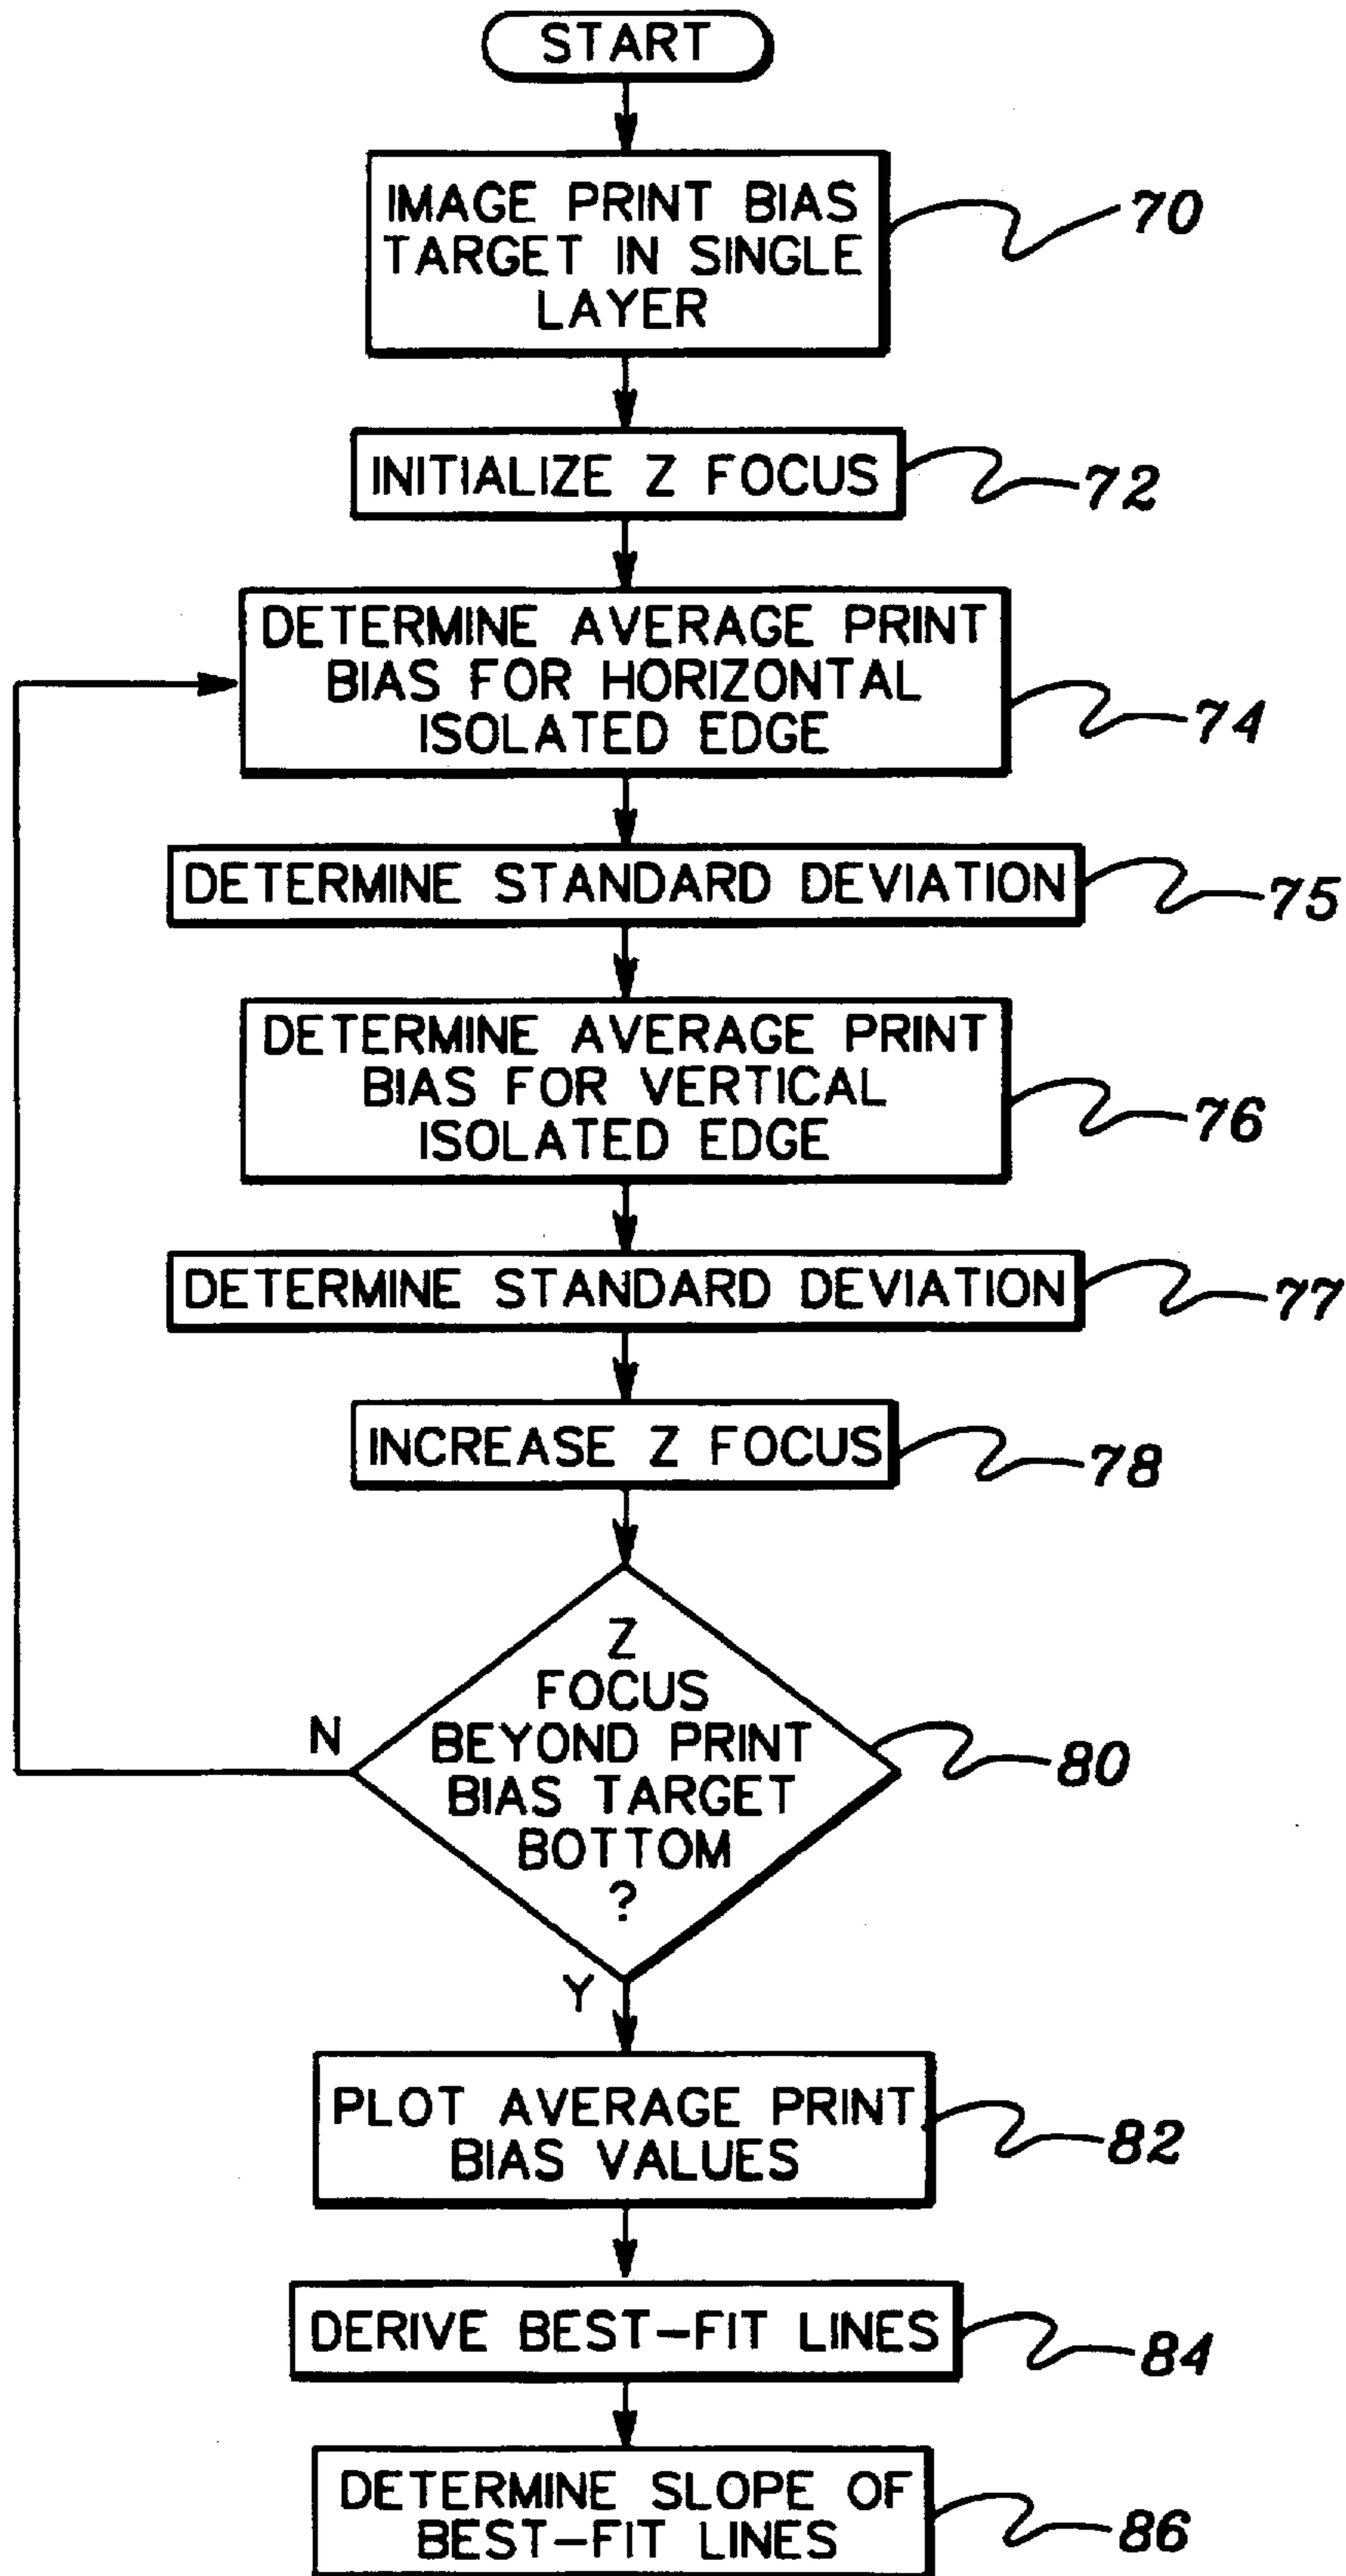 START
IMAGE PRINT BIAS
TARGET IN SINGLE
LAYER
70
INITIALIZE Z FOCUS
72
DETERMINE AVERAGE PRINT
BIAS FOR HORIZONTAL
ISOLATED EDGE
74
DETERMINE STANDARD DEVIATION
75
DETERMINE AVERAGE PRINT
BIAS FOR VERTICAL
ISOLATED EDGE
76
DETERMINE STANDARD DEVIATION
77
INCREASE Z FOCUS
78
Z
FOCUS
BEYOND PRINT
BIAS TARGET
BOTTOM
?
N
80
Y
PLOT AVERAGE PRINT
BIAS VALUES
82
DERIVE BEST-FIT LINES
84
DETERMINE SLOPE OF
BEST-FIT LINES
86